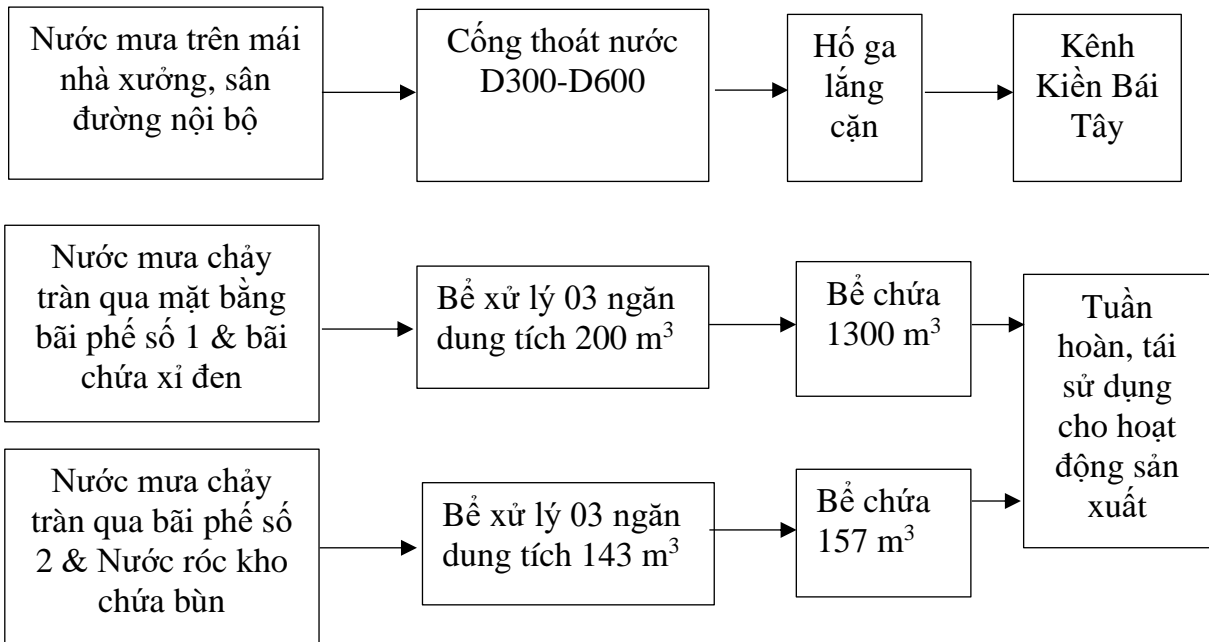 Nước mưa trên mái
nhà xưởng, sân
đường nội bộ
Cống thoát nước
D300-D600
Hố ga
lắng
cặn
Kênh
Kiền Bái
Tây
Nước mưa chảy
tràn qua mặt bằng
bãi phế số 1 & bãi
chứa xỉ đen
Bể xử lý 03 ngăn
dung tích 200 m³
Bể chứa
1300 m³
Tuần
hoàn, tái
sử dụng
cho hoạt
động sản
xuất
Nước mưa chảy
tràn qua bãi phế số
2 & Nước róc kho
chứa bùn
Bể xử lý 03 ngăn
dung tích 143 m³
Bể chứa
157 m³